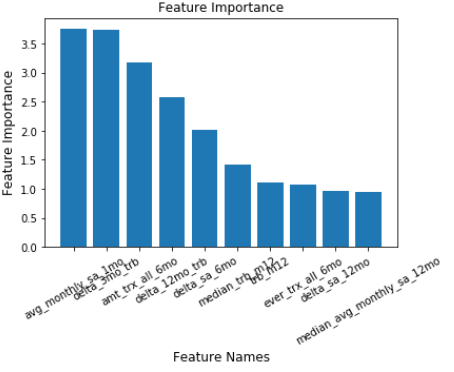 Feature Importance
3.5
3.0
2.5
2.0
1.5
1.0
0.5
0.0
Feature Importance
avg_monthly_sa_1mo
delta_3mo_trb
amt_trx_all_6mo
delta_12mo_trb
delta_sa_6mo
median_trb_m12
trb_m12
ever_trx_all_6mo
delta_sa_12mo
median_avg_monthly_sa_12mo
Feature Names